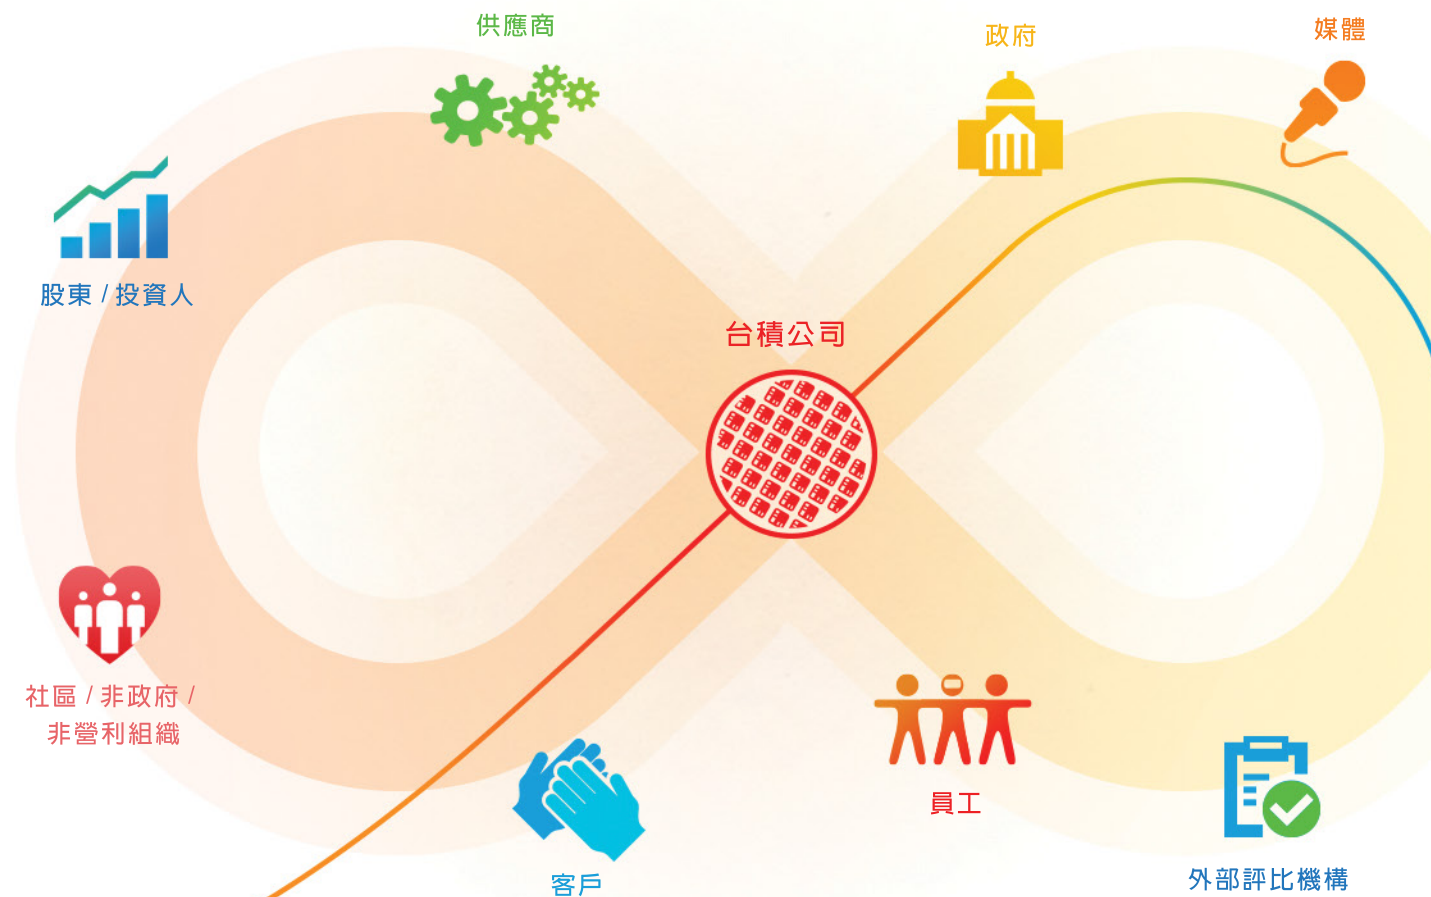 供應商
政府
媒體
股東 / 投資人
台積公司
社區 / 非政府 /
非營利組織
員工
客戶
外部評比機構